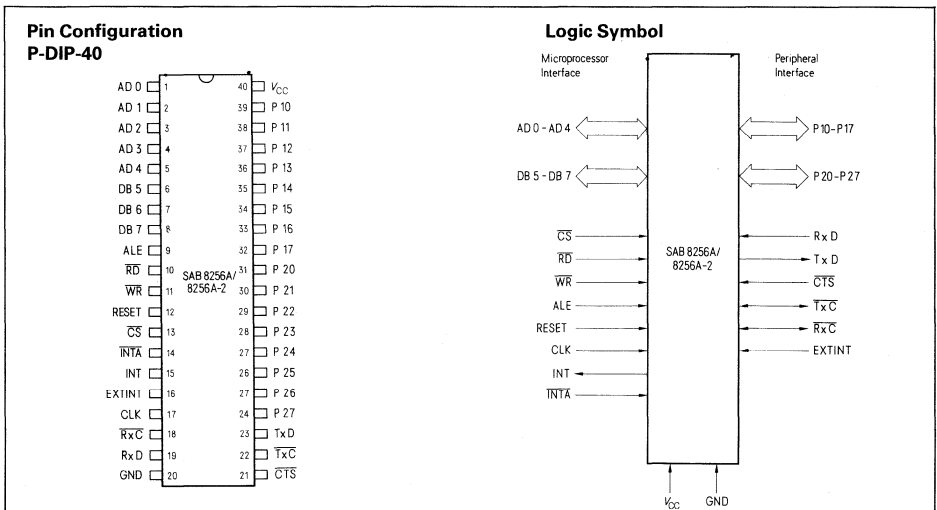 Pin Configuration
P-DIP-40
AD 0 1 40 VCC
AD 1 2 39 P 10
AD 2 3 38 P 11
AD 3 4 37 P 12
AD 4 5 36 P 13
DB 5 6 35 P 14
DB 6 7 34 P 15
DB 7 8 33 P 16
ALE 9 32 P 17
RD 10 SAB 8256A/ 31 P 20
WR 11 8256A-2 30 P 21
RESET 12 29 P 22
CS 13 28 P 23
INTA 14 27 P 24
INT 15 26 P 25
EXTINT 16 27 P 26
CLK 17 24 P 27
RxC 18 23 TxD
RxD 19 22 TxC
GND 20 21 CTS
Logic Symbol
Microprocessor
Interface
Peripheral
Interface
AD 0 - AD 4
P10-P17
DB 5 - DB 7
P20-P27
CS
RD
WR
ALE
RESET
CLK
INT
INTA
SAB 8256A/
8256A-2
RxD
TxD
CTS
TxC
RxC
EXTINT
VCC GND